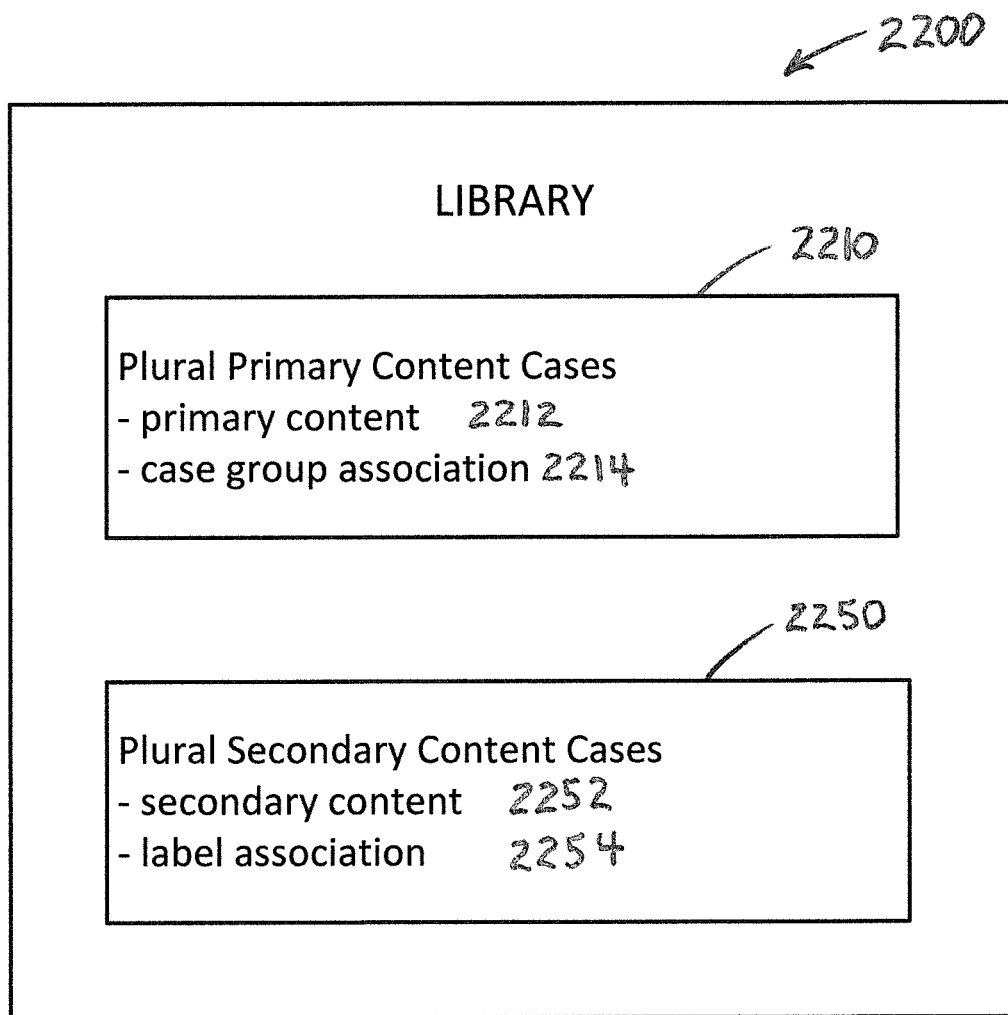 2200
LIBRARY
2210
Plural Primary Content Cases
- primary content 2212
- case group association 2214
2250
Plural Secondary Content Cases
- secondary content 2252
- label association 2254